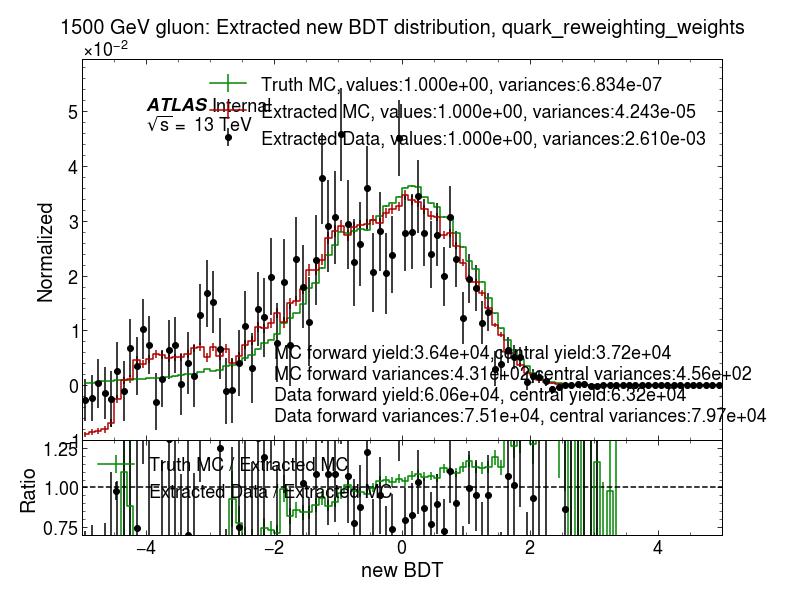 1500 GeV gluon: Extracted new BDT distribution, quark_reweighting_weights
×10⁻²
Truth MC, values:1.000e+00, variances:6.834e-07
ATLAS Internal
Extracted MC, values:1.000e+00, variances:4.243e-05
√s = 13 TeV
Extracted Data, values:1.000e+00, variances:2.610e-03
5
4
3
2
1
0
Normalized
MC forward yield:3.64e+04,central yield:3.72e+04
MC forward variances:4.31e+02, central variances:4.56e+02
Data forward yield:6.06e+04, central yield:6.32e+04
Data forward variances:7.51e+04, central variances:7.97e+04
1.25
1.00
0.75
Ratio
Truth MC / Extracted MC
Extracted Data / Extracted MC
−4 −2 0 2 4
new BDT